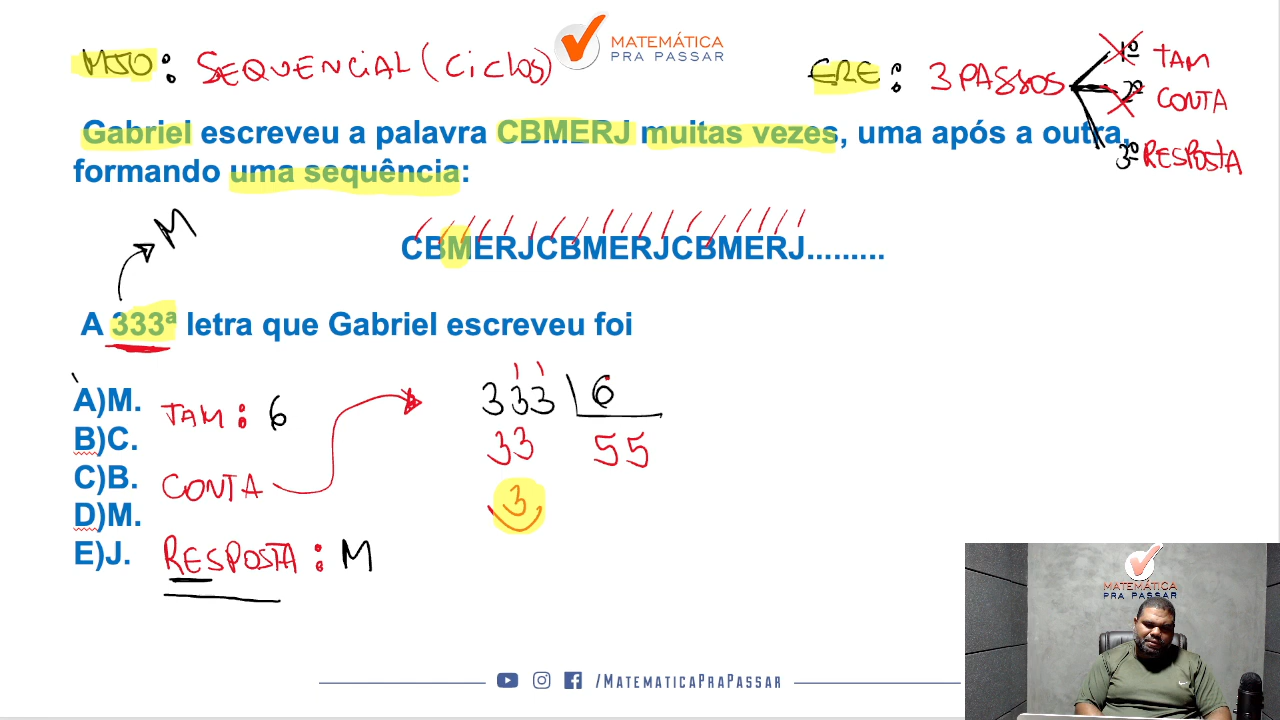 MJO: SEQUENCIAL (CICLOS)
MATEMÁTICA
PRA PASSAR
ERE: 3 PASSOS
1º TAM
2º CONTA
3º RESPOSTA
Gabriel escreveu a palavra CBMERJ muitas vezes, uma após a outra,
formando uma sequência:
M
CBMERJCBMERJCBMERJ.........
A 333ª letra que Gabriel escreveu foi
A)M.
B)C.
C)B.
D)M.
E)J.
TAM: 6
CONTA
RESPOSTA: M
333 6
33 55
3
MATEMÁTICA
PRA PASSAR
/MATEMATICAPRAPASSAR